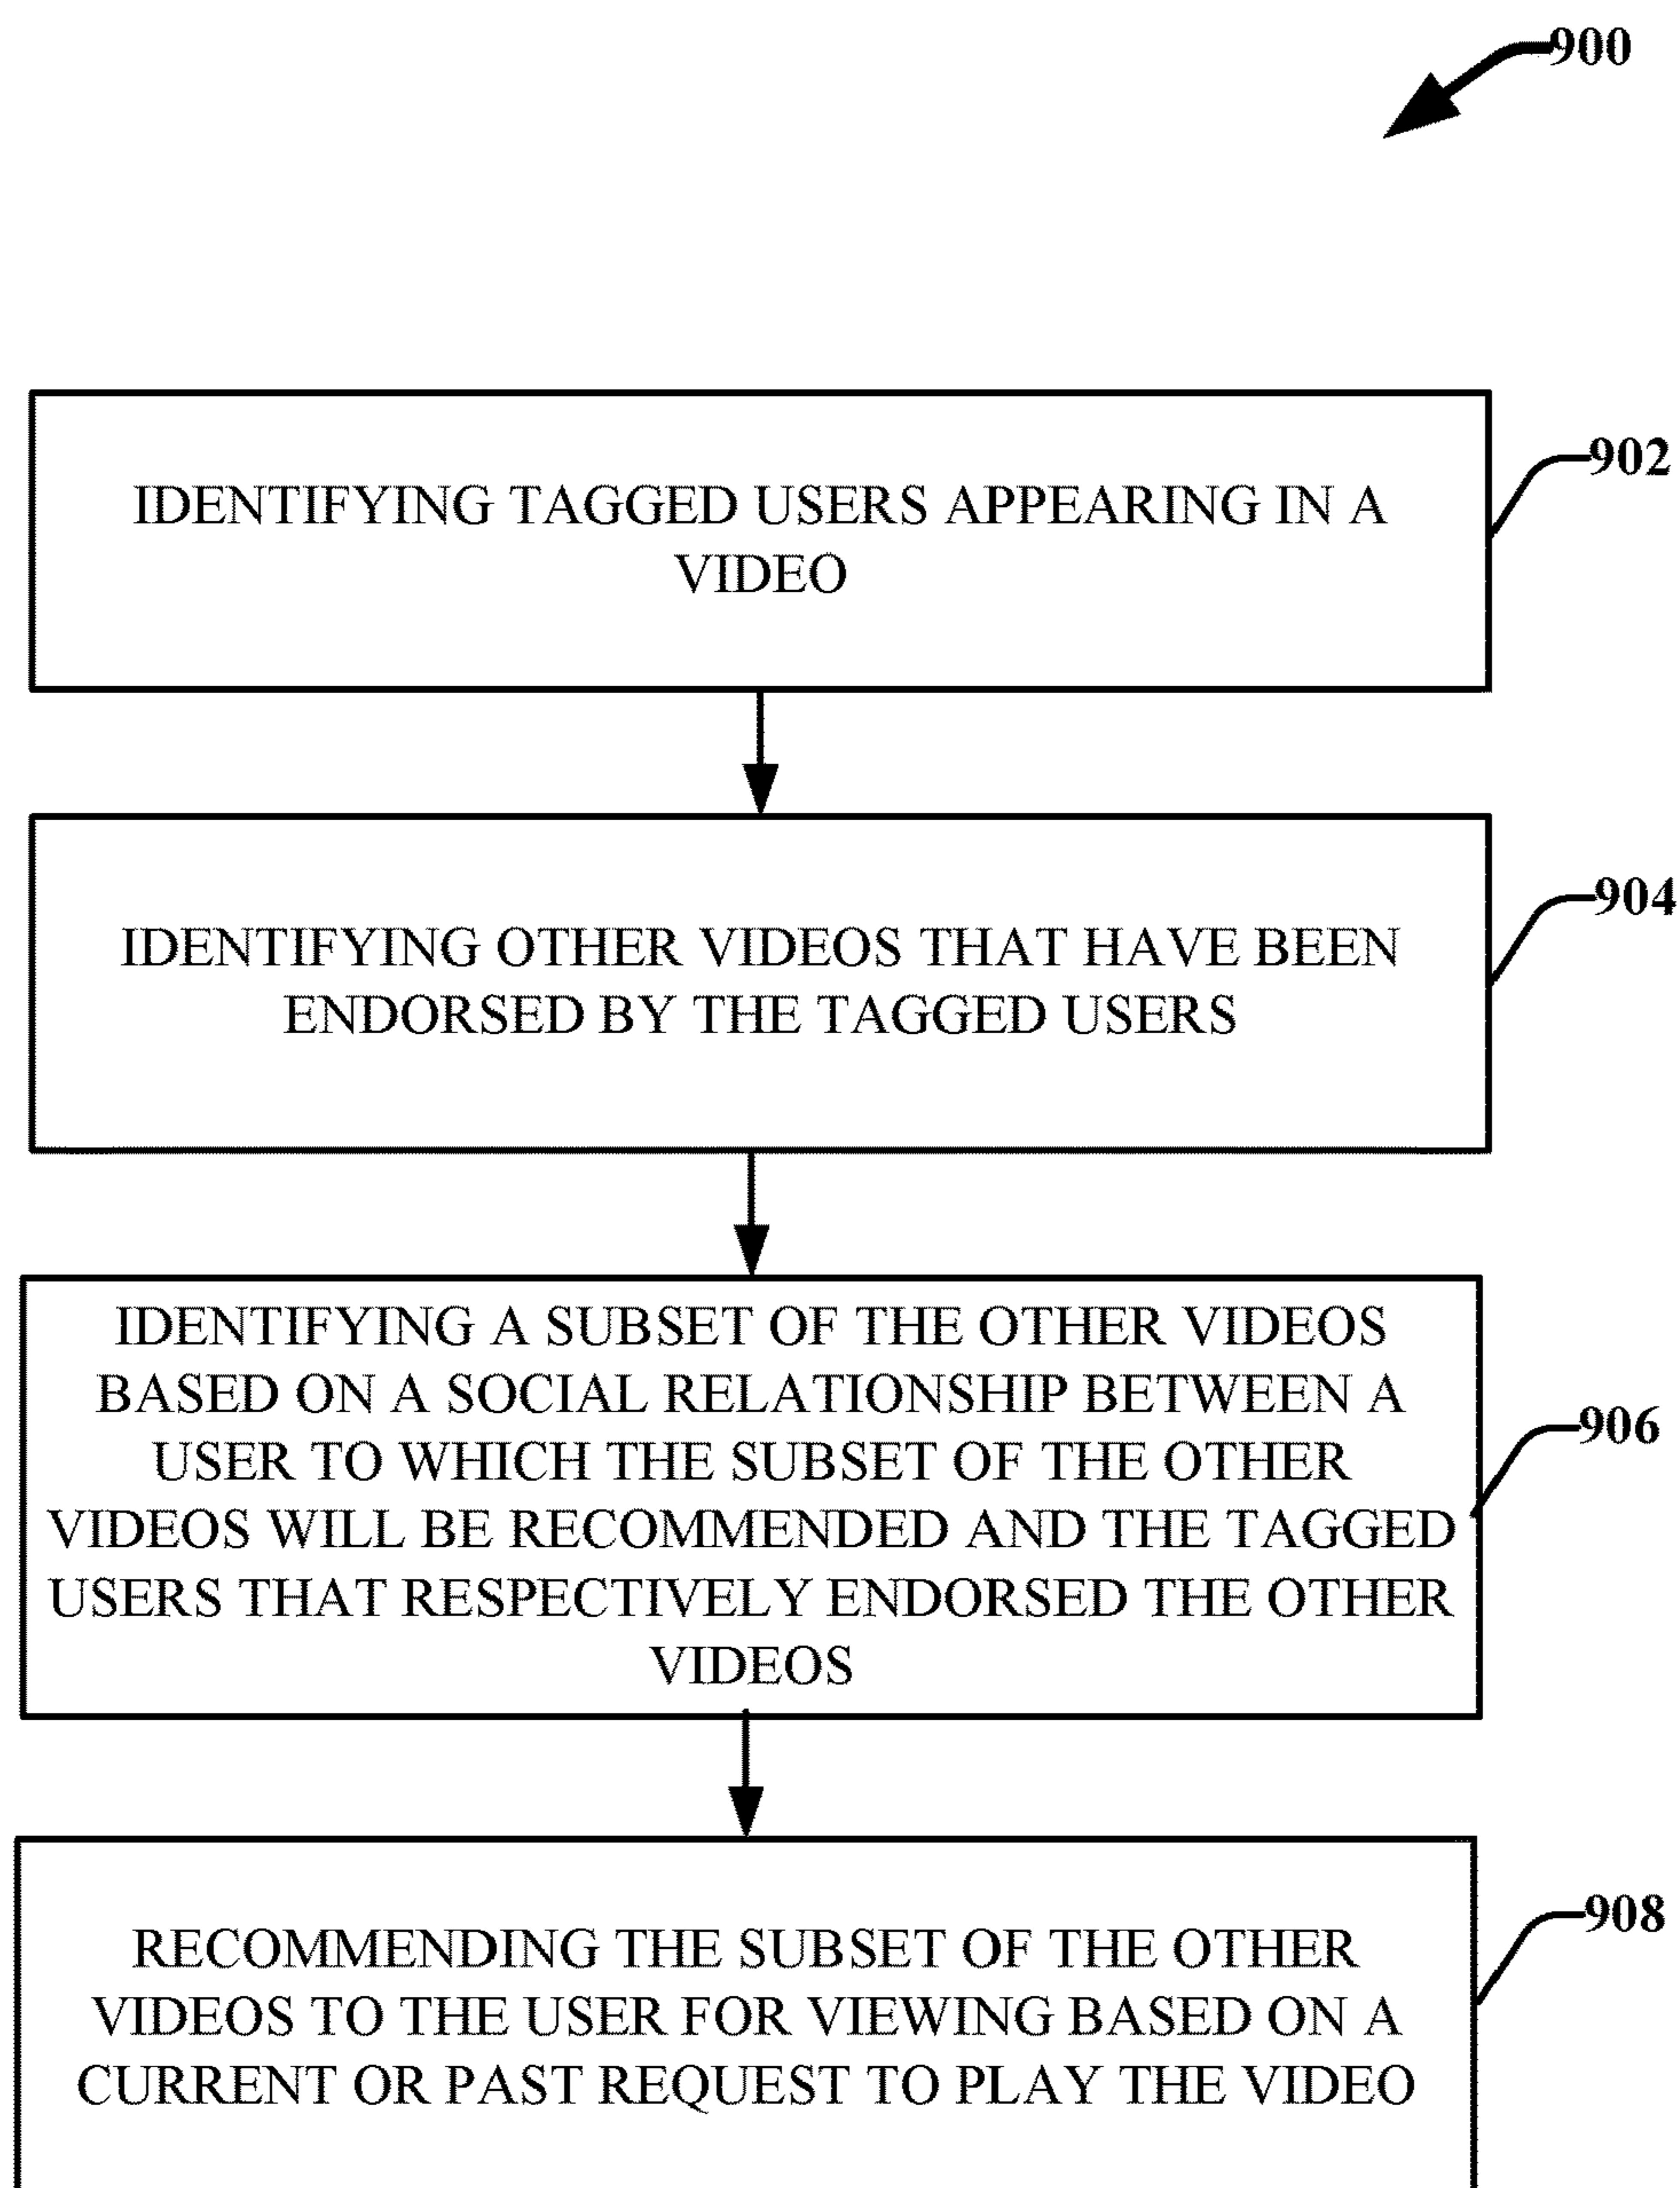 900
IDENTIFYING TAGGED USERS APPEARING IN A
VIDEO
902
IDENTIFYING OTHER VIDEOS THAT HAVE BEEN
ENDORSED BY THE TAGGED USERS
904
IDENTIFYING A SUBSET OF THE OTHER VIDEOS
BASED ON A SOCIAL RELATIONSHIP BETWEEN A
USER TO WHICH THE SUBSET OF THE OTHER
VIDEOS WILL BE RECOMMENDED AND THE TAGGED
USERS THAT RESPECTIVELY ENDORSED THE OTHER
VIDEOS
906
RECOMMENDING THE SUBSET OF THE OTHER
VIDEOS TO THE USER FOR VIEWING BASED ON A
CURRENT OR PAST REQUEST TO PLAY THE VIDEO
908